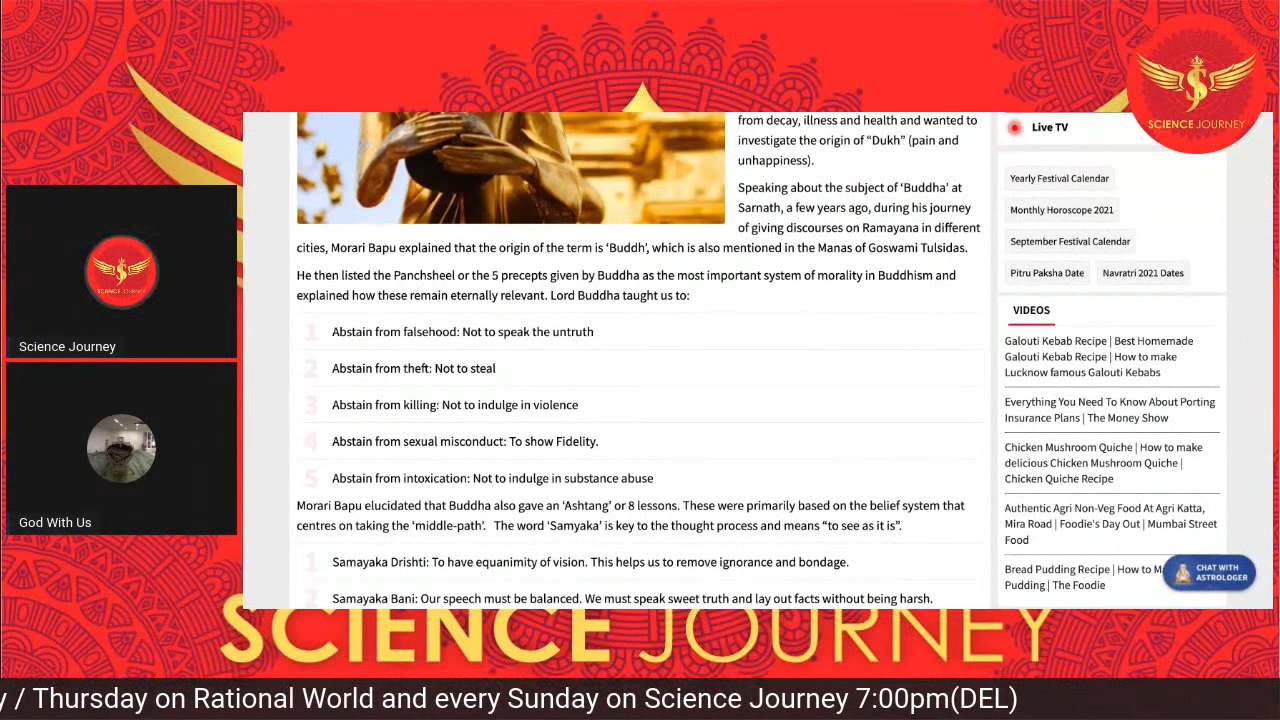 SCIENCE JOURNEY
from decay, illness and health and wanted to
investigate the origin of “Dukh” (pain and
unhappiness).
Speaking about the subject of ‘Buddha’ at
Sarnath, a few years ago, during his journey
of giving discourses on Ramayana in different
cities, Morari Bapu explained that the origin of the term is ‘Buddh’, which is also mentioned in the Manas of Goswami Tulsidas.
He then listed the Panchsheel or the 5 precepts given by Buddha as the most important system of morality in Buddhism and
explained how these remain eternally relevant. Lord Buddha taught us to:
1 Abstain from falsehood: Not to speak the untruth
2 Abstain from theft: Not to steal
3 Abstain from killing: Not to indulge in violence
4 Abstain from sexual misconduct: To show Fidelity.
5 Abstain from intoxication: Not to indulge in substance abuse
Morari Bapu elucidated that Buddha also gave an ‘Ashtang’ or 8 lessons. These were primarily based on the belief system that
centres on taking the ‘middle-path’. The word ‘Samyaka’ is key to the thought process and means “to see as it is”.
1 Samayaka Drishti: To have equanimity of vision. This helps us to remove ignorance and bondage.
2 Samayaka Bani: Our speech must be balanced. We must speak sweet truth and lay out facts without being harsh.
Live TV
Yearly Festival Calendar
Monthly Horoscope 2021
September Festival Calendar
Pitru Paksha Date Navratri 2021 Dates
VIDEOS
Galouti Kebab Recipe | Best Homemade
Galouti Kebab Recipe | How to make
Lucknow famous Galouti Kebabs
Everything You Need To Know About Porting
Insurance Plans | The Money Show
Chicken Mushroom Quiche | How to make
delicious Chicken Mushroom Quiche |
Chicken Quiche Recipe
Authentic Agri Non-Veg Food At Agri Katta,
Mira Road | Foodie's Day Out | Mumbai Street
Food
Bread Pudding Recipe | How to
Pudding | The Foodie
CHAT WITH
ASTROLOGER
SCIENCE JOURNEY
Science Journey
God With Us
SCIENCE JOURNEY
y / Thursday on Rational World and every Sunday on Science Journey 7:00pm(DEL)